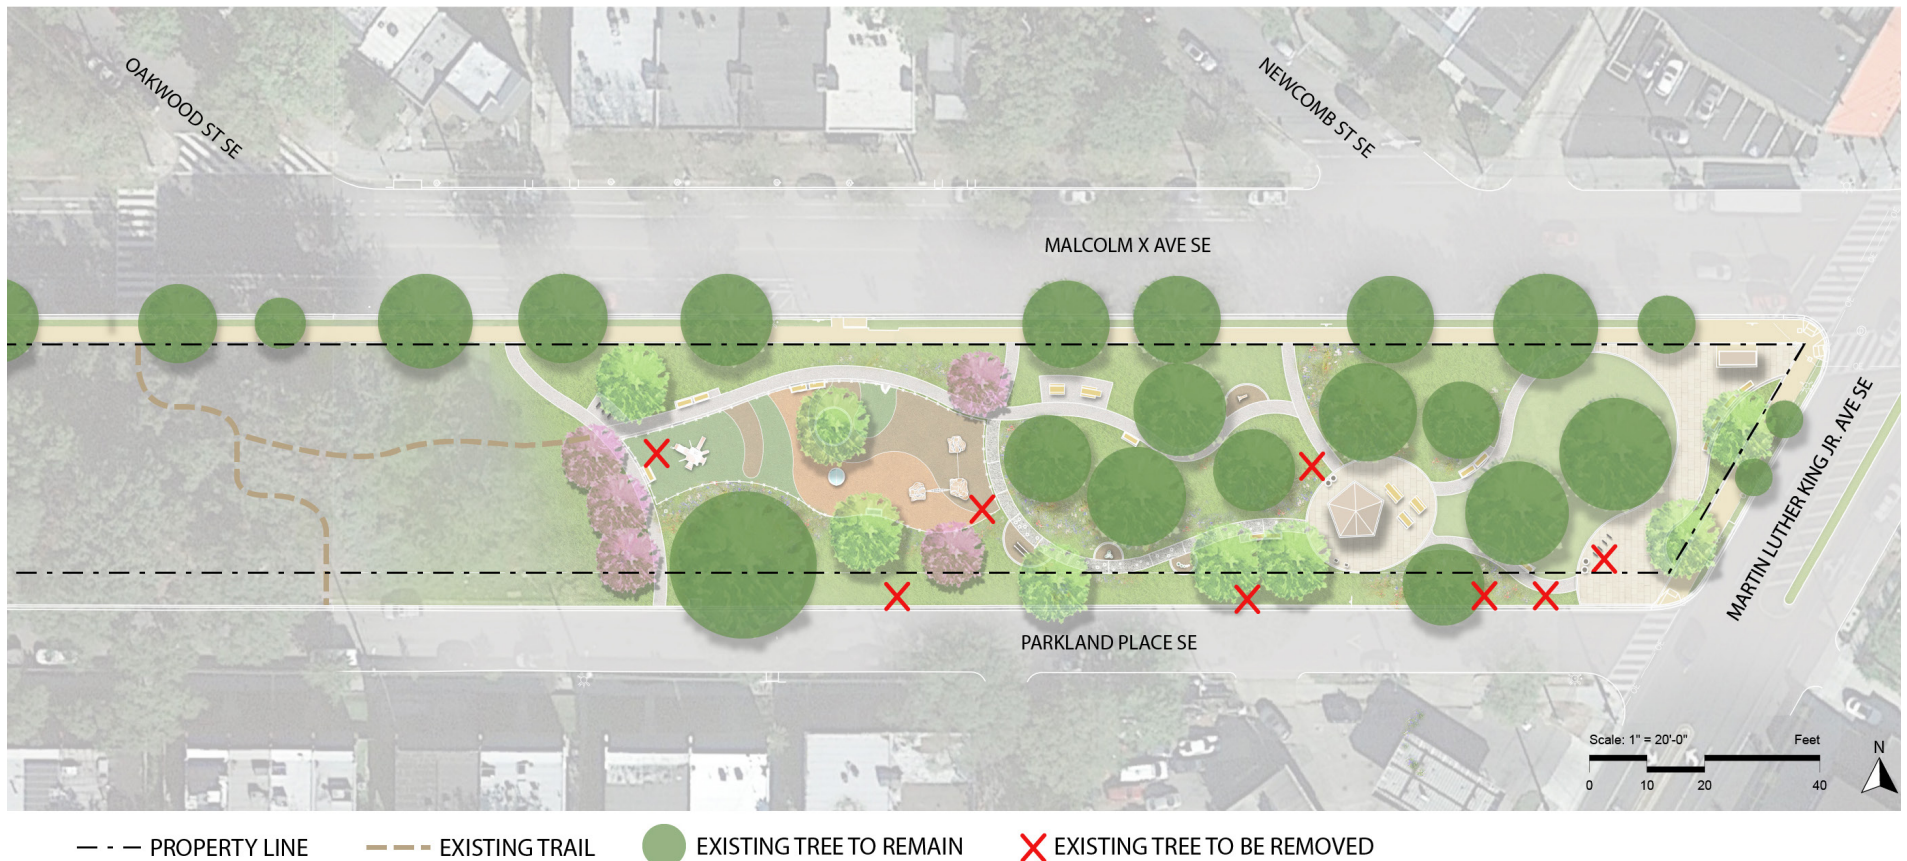 OAKWOOD ST SE
NEWCOMB ST SE
MALCOLM X AVE SE
MARTIN LUTHER KING JR. AVE SE
PARKLAND PLACE SE
Scale: 1" = 20'-0" Feet
0 10 20 40
N
PROPERTY LINE EXISTING TRAIL EXISTING TREE TO REMAIN EXISTING TREE TO BE REMOVED